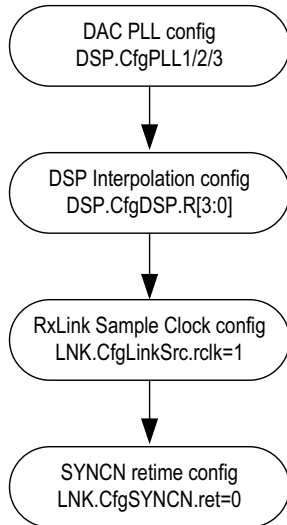 DAC PLL config
DSP.CfgPLL1/2/3
DSP Interpolation config
DSP.CfgDSP.R[3:0]
RxLink Sample Clock config
LNK.CfgLinkSrc.rclk=1
SYNCN retime config
LNK.CfgSYNCN.ret=0